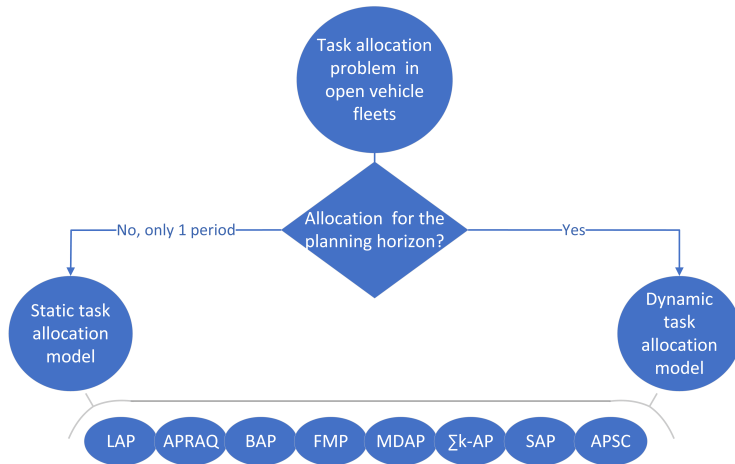 Task allocation
problem in
open vehicle
fleets
Allocation for the
planning horizon?
No, only 1 period
Yes
Static task
allocation
model
Dynamic
task
allocation
model
LAP APRAQ BAP FMP MDAP ∑k-AP SAP APSC